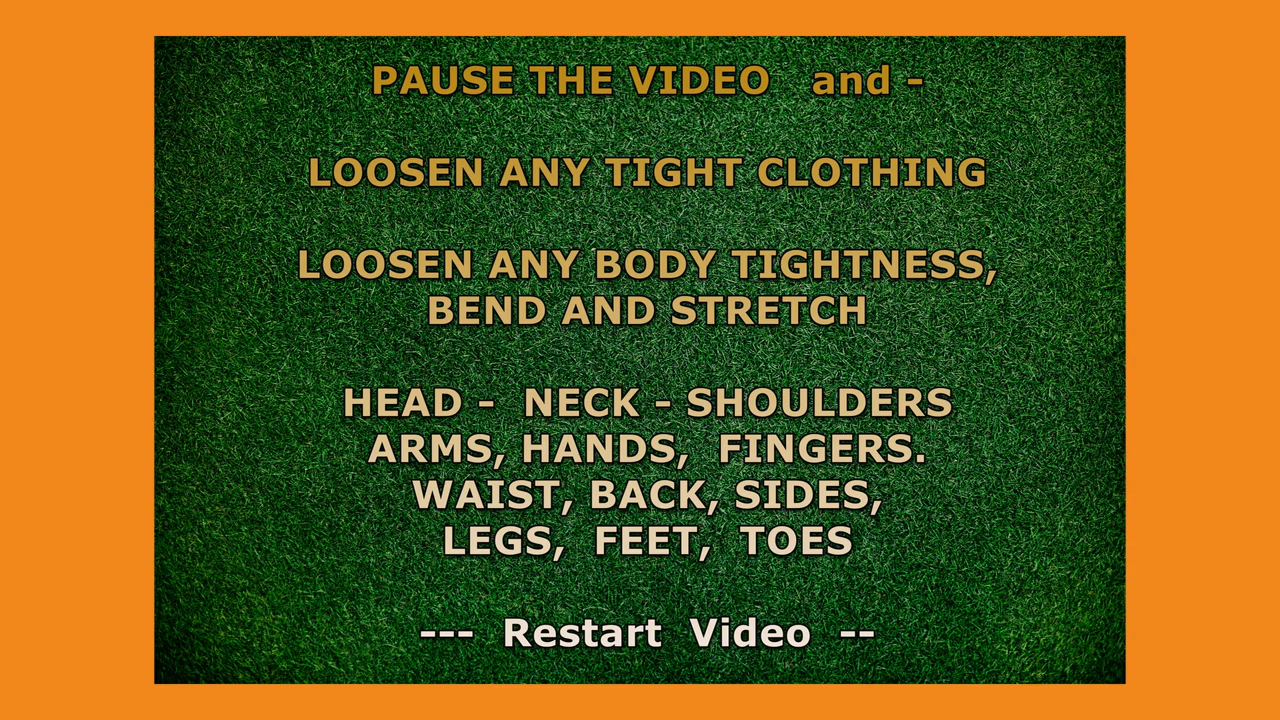 PAUSE THE VIDEO   and -
LOOSEN ANY TIGHT CLOTHING
LOOSEN ANY BODY TIGHTNESS,
BEND AND STRETCH
HEAD -  NECK - SHOULDERS
ARMS, HANDS,  FINGERS.
WAIST, BACK, SIDES,
LEGS,  FEET,  TOES
---  Restart  Video  --